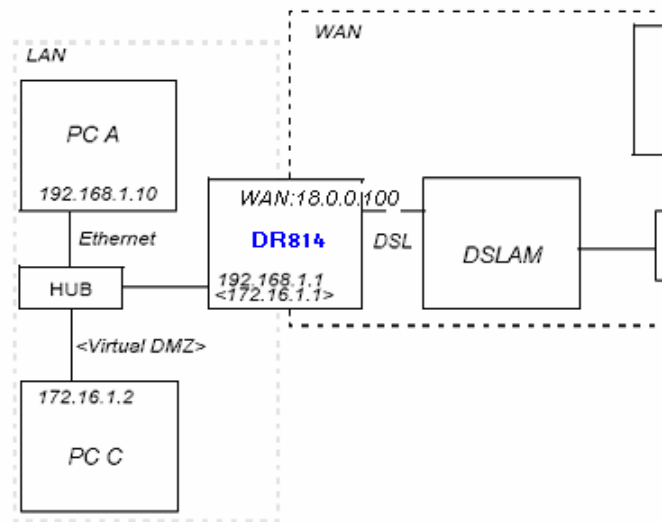 LAN
WAN
PC A
192.168.1.10
WAN:18.0.0.100
Ethernet
DR814
DSL
DSLAM
HUB
192.168.1.1
<172.16.1.1>
<Virtual DMZ>
172.16.1.2
PC C